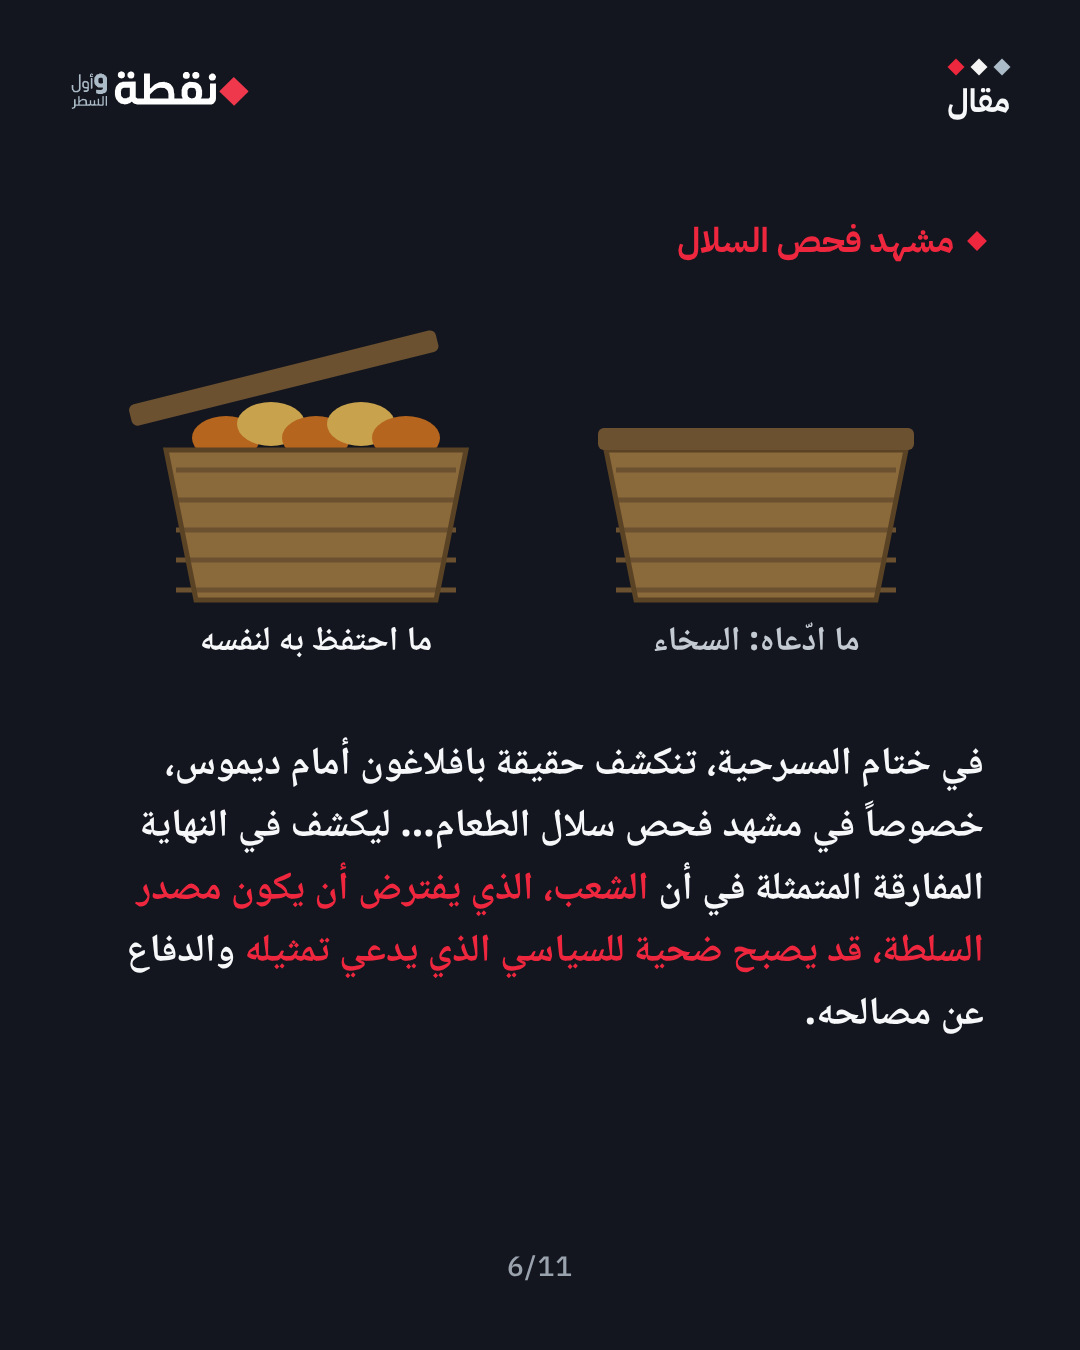 مقال
نقطة وأول السطر
مشهد فحص السلال
ما ادّعاه: السخاء
ما احتفظ به لنفسه
في ختام المسرحية، تنكشف حقيقة بافلاغون أمام ديموس،
خصوصاً في مشهد فحص سلال الطعام... ليكشف في النهاية
المفارقة المتمثلة في أن الشعب، الذي يفترض أن يكون مصدر
السلطة، قد يصبح ضحية للسياسي الذي يدعي تمثيله والدفاع
عن مصالحه.
6/11